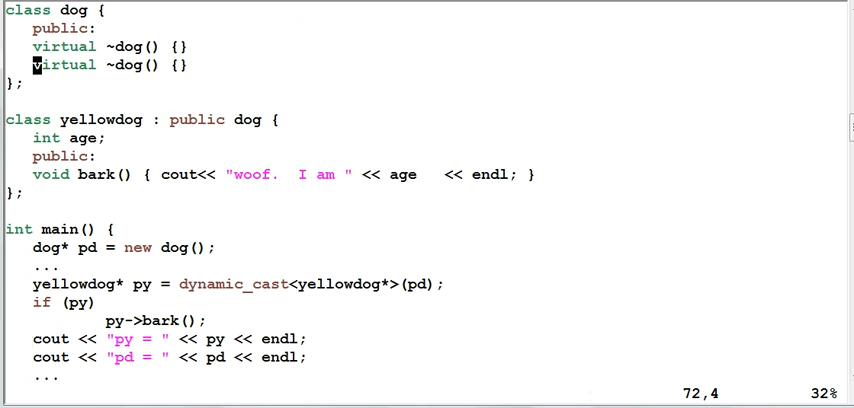 class dog {
public:
virtual ~dog() {}
virtual ~dog() {}
};
class yellowdog : public dog {
int age;
public:
void bark() { cout<< "woof.  I am " << age   << endl; }
};
int main() {
dog* pd = new dog();
...
yellowdog* py = dynamic_cast<yellowdog*>(pd);
if (py)
py->bark();
cout << "py = " << py << endl;
cout << "pd = " << pd << endl;
...
72,4 32%